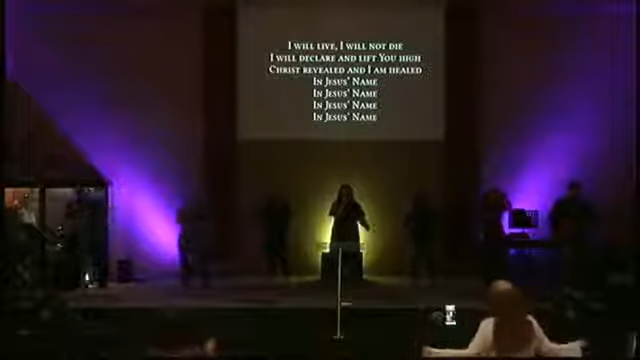 I WILL LIVE, I WILL NOT DIE
I WILL DECLARE AND LIFT YOU HIGH
CHRIST REVEALED AND I AM HEALED
IN JESUS' NAME
IN JESUS' NAME
IN JESUS' NAME
IN JESUS' NAME